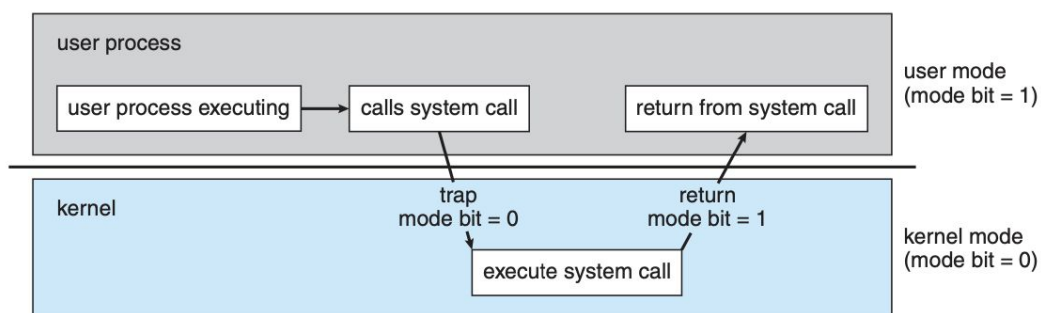 user process
user process executing
calls system call
return from system call
user mode
(mode bit = 1)
kernel
trap
mode bit = 0
return
mode bit = 1
execute system call
kernel mode
(mode bit = 0)